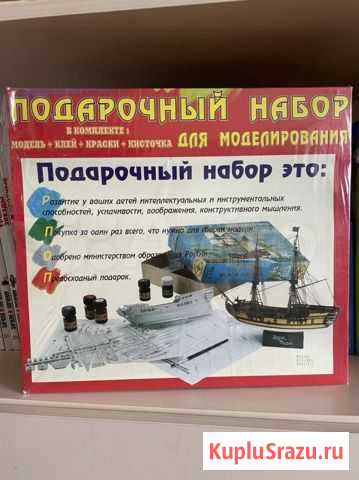 ПОДАРОЧНЫЙ НАБОР
В КОМПЛЕКТЕ:
МОДЕЛЬ + КЛЕЙ + КРАСКИ + КИСТОЧКА
ДЛЯ МОДЕЛИРОВАНИЯ
Подарочный набор это:
Развитие у ваших детей интеллектуальных и инструментальных
способностей, усидчивости, воображения, конструктивного мышления.
Покупка за один раз всего, что нужно для сборки модели.
Одобрено министерством образования России
Превосходный подарок.
KupluSrazu.ru